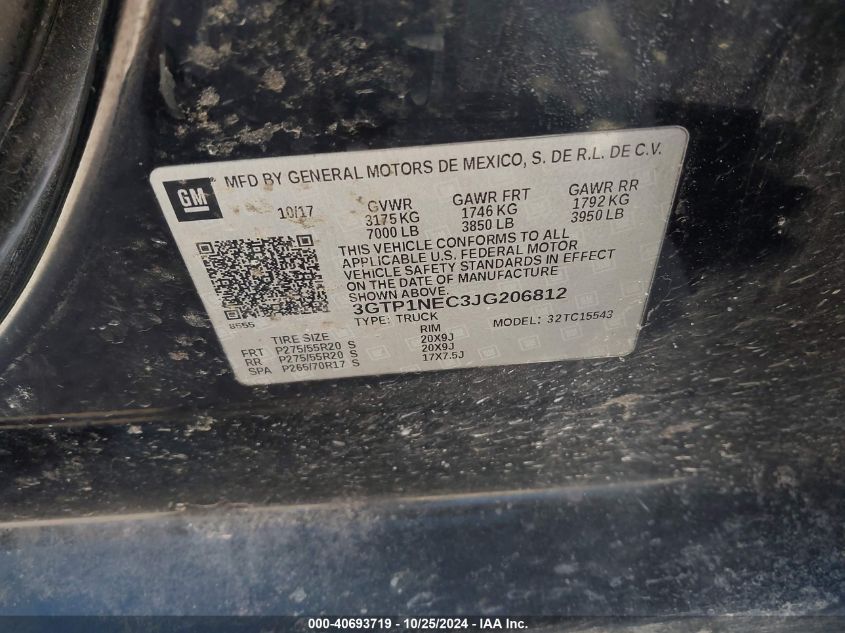 MFD BY GENERAL MOTORS DE MEXICO, S. DE R.L. DE C.V.
GM
10/17 GVWR GAWR FRT GAWR RR
3175 KG 1746 KG 1792 KG
7000 LB 3850 LB 3950 LB
THIS VEHICLE CONFORMS TO ALL
APPLICABLE U.S. FEDERAL MOTOR
VEHICLE SAFETY STANDARDS IN EFFECT
ON THE DATE OF MANUFACTURE
SHOWN ABOVE.
3GTP1NEC3JG206812
TYPE: TRUCK MODEL: 32TC15543
8555
TIRE SIZE RIM
FRT P275/55R20 S 20X9J
RR P275/55R20 S 20X9J
SPA P265/70R17 S 17X7.5J
000-40693719 - 10/25/2024 - IAA Inc.